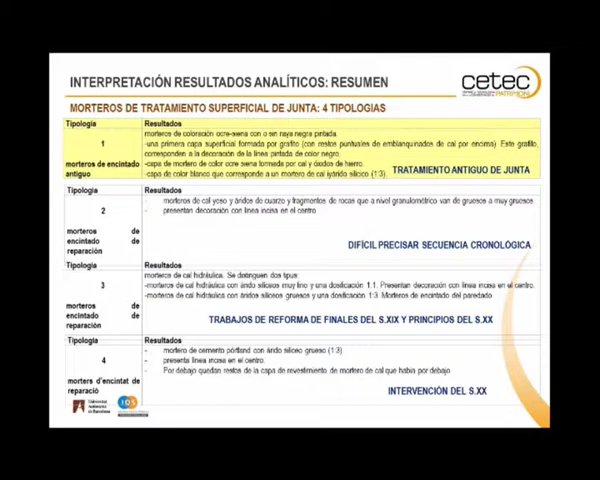 INTERPRETACIÓN RESULTADOS ANALÍTICOS: RESUMEN
cetec
PATRIMONI
MORTEROS DE TRATAMIENTO SUPERFICIAL DE JUNTA: 4 TIPOLOGIAS
Tipología Resultados
1
morteros de encintado
antiguo
morteros de coloración ocre-siena con o sin raya negra pintada.
-una primera capa superficial formada por grafito (con restos puntuales de emblanquinados de cal por encima). Este grafito,
corresponden a la decoración de la línea pintada de color negro.
-capa de mortero de color ocre siena formada por cal y óxidos de hierro.
-capa de color blanco que corresponde a un mortero de cal y árido silícico (1:3).
TRATAMIENTO ANTIGUO DE JUNTA
Tipología Resultados
2
morteros de
encintado de
reparación
- morteros de cal yeso y áridos de cuarzo y fragmentos de rocas que a nivel granulométrico van de gruesos a muy gruesos.
- presentan decoración con línea incisa en el centro
DIFÍCIL PRECISAR SECUENCIA CRONOLÓGICA
Tipología Resultados
3
morteros de
encintado de
reparación
morteros de cal hidráulica. Se distinguen dos tipus:
-morteros de cal hidráulica con árido silíceos muy fino y una dosificación 1:1. Presentan decoración con línea incisa en el centro.
-morteros de cal hidráulica con áridos silíceos gruesos y una dosificación 1:3. Morteros de encintado del paredado
TRABAJOS DE REFORMA DE FINALES DEL S.XIX Y PRINCIPIOS DEL S.XX
Tipología Resultados
4
morters d'encintat de
reparació
- mortero de cemento pórtland con árido silíceo grueso (1:3)
- presenta línea incisa en el centro.
- Por debajo quedan restos de la capa de revestimiento de mortero de cal que había por debajo
INTERVENCIÓN DEL S.XX
Universitat
Autònoma
de Barcelona
IQS